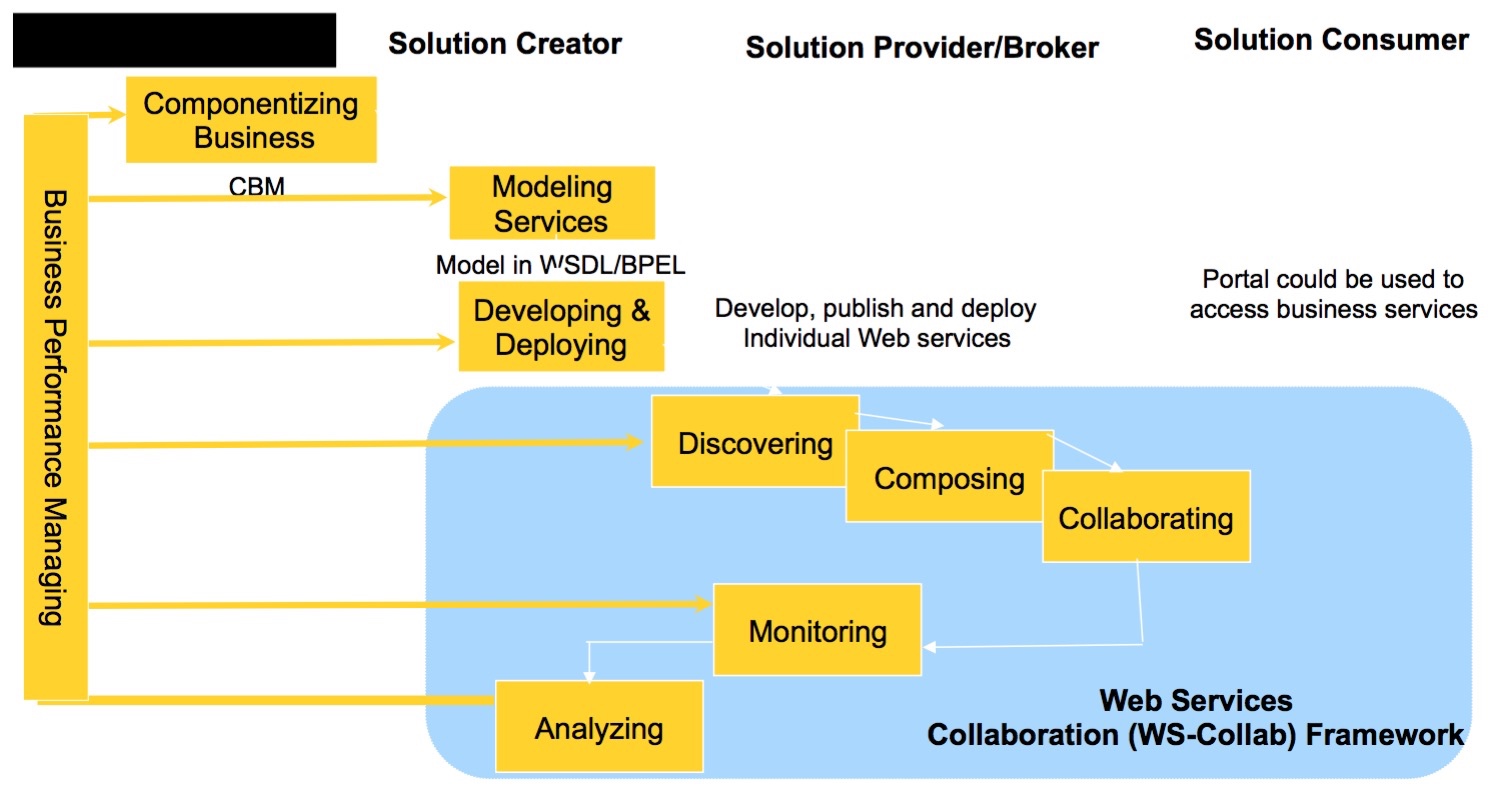 Solution Creator
Solution Provider/Broker
Solution Consumer
Componentizing
Business
CBM
Modeling
Services
Model in WSDL/BPEL
Developing &
Deploying
Develop, publish and deploy
Individual Web services
Portal could be used to
access business services
Business Performance Managing
Discovering
Composing
Collaborating
Monitoring
Analyzing
Web Services
Collaboration (WS-Collab) Framework